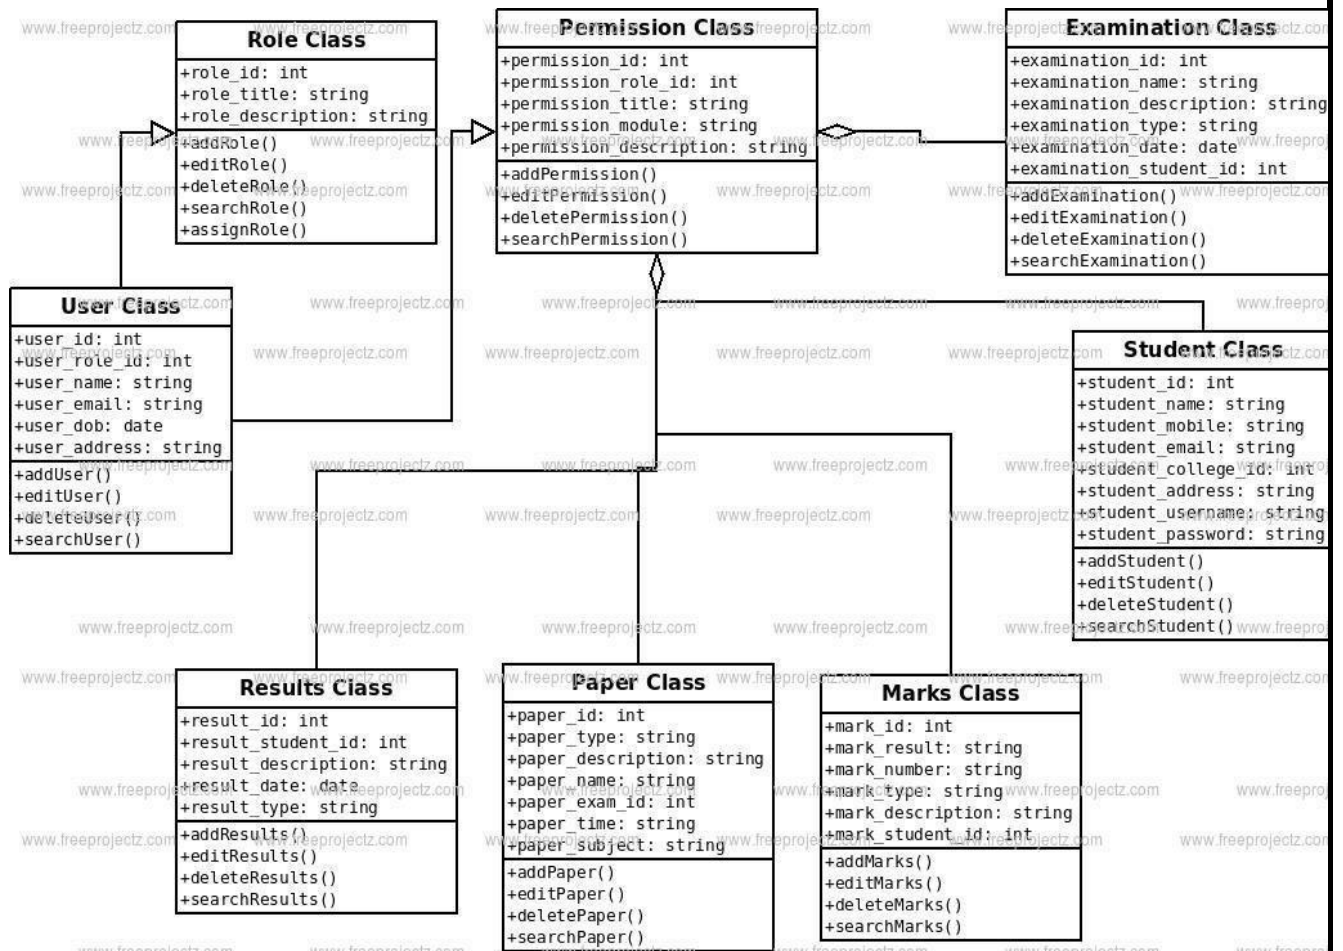 Role Class
+role_id: int
+role_title: string
+role_description: string
+addRole()
+editRole()
+deleteRole()
+searchRole()
+assignRole()
Permission Class
+permission_id: int
+permission_role_id: int
+permission_title: string
+permission_module: string
+permission_description: string
+addPermission()
+editPermission()
+deletePermission()
+searchPermission()
Examination Class
+examination_id: int
+examination_name: string
+examination_description: string
+examination_type: string
+examination_date: date
+examination_student_id: int
+addExamination()
+editExamination()
+deleteExamination()
+searchExamination()
User Class
+user_id: int
+user_role_id: int
+user_name: string
+user_email: string
+user_dob: date
+user_address: string
+addUser()
+editUser()
+deleteUser()
+searchUser()
Student Class
+student_id: int
+student_name: string
+student_mobile: string
+student_email: string
+student_college_id: int
+student_address: string
+student_username: string
+student_password: string
+addStudent()
+editStudent()
+deleteStudent()
+searchStudent()
Results Class
+result_id: int
+result_student_id: int
+result_description: string
+result_date: date
+result_type: string
+addResults()
+editResults()
+deleteResults()
+searchResults()
Paper Class
+paper_id: int
+paper_type: string
+paper_description: string
+paper_name: string
+paper_exam_id: int
+paper_time: string
+paper_subject: string
+addPaper()
+editPaper()
+deletePaper()
+searchPaper()
Marks Class
+mark_id: int
+mark_result: string
+mark_number: string
+mark_type: string
+mark_description: string
+mark_student_id: int
+addMarks()
+editMarks()
+deleteMarks()
+searchMarks()
www.freeprojectz.com